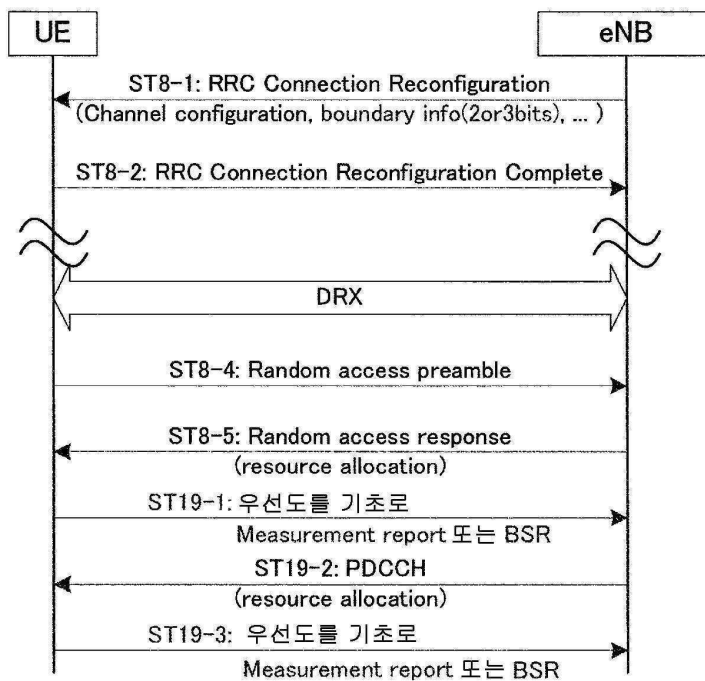 UE
eNB
ST8-1: RRC Connection Reconfiguration
(Channel configuration, boundary info(2or3bits), ... )
ST8-2: RRC Connection Reconfiguration Complete
DRX
ST8-4: Random access preamble
ST8-5: Random access response
(resource allocation)
ST19-1: 우선도를 기초로
Measurement report 또는 BSR
ST19-2: PDCCH
(resource allocation)
ST19-3: 우선도를 기초로
Measurement report 또는 BSR